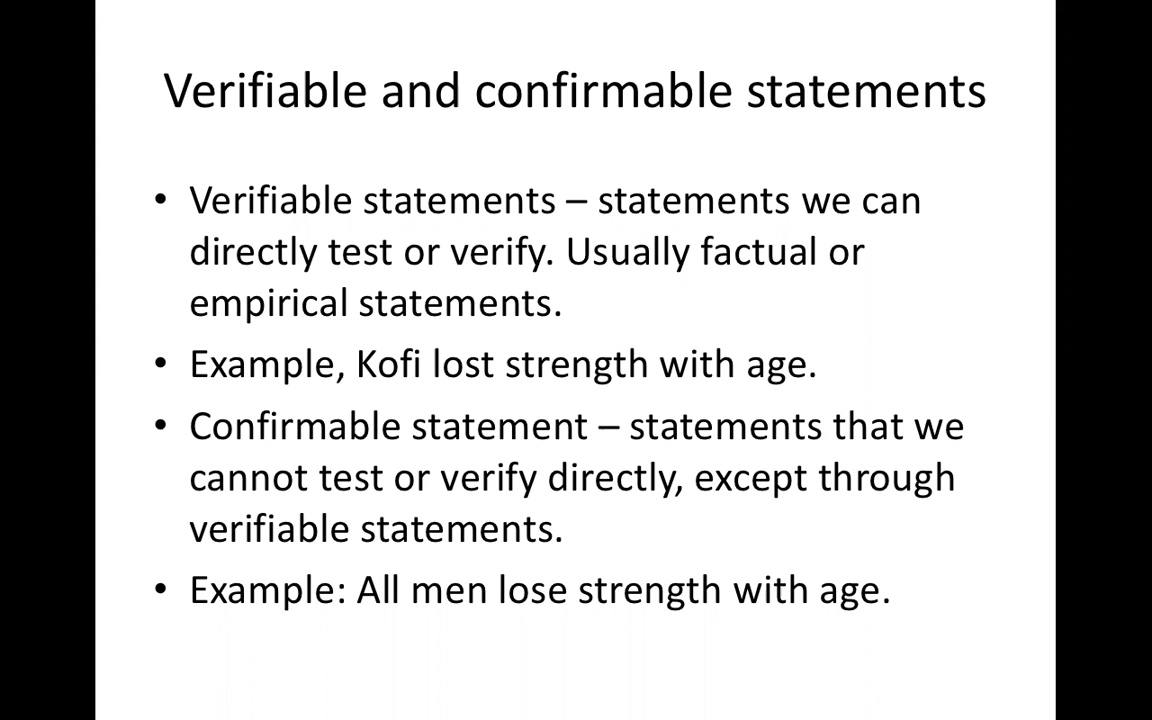 Verifiable and confirmable statements
• Verifiable statements – statements we can
directly test or verify. Usually factual or
empirical statements.
• Example, Kofi lost strength with age.
• Confirmable statement – statements that we
cannot test or verify directly, except through
verifiable statements.
• Example: All men lose strength with age.